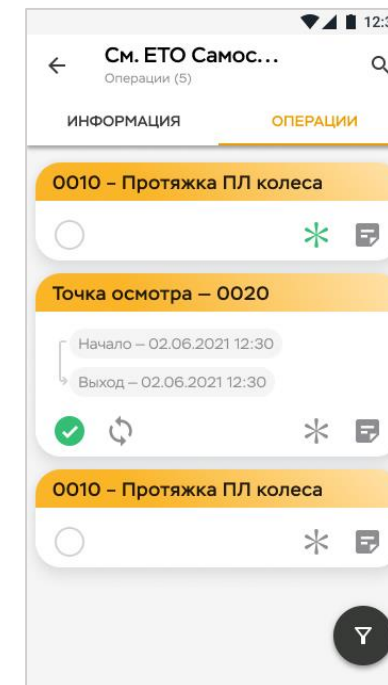 12:3
См. ЕТО Самос...
Операции (5)
ИНФОРМАЦИЯ ОПЕРАЦИИ
0010 – Протяжка ПЛ колеса
Точка осмотра – 0020
Начало – 02.06.2021 12:30
Выход – 02.06.2021 12:30
0010 – Протяжка ПЛ колеса